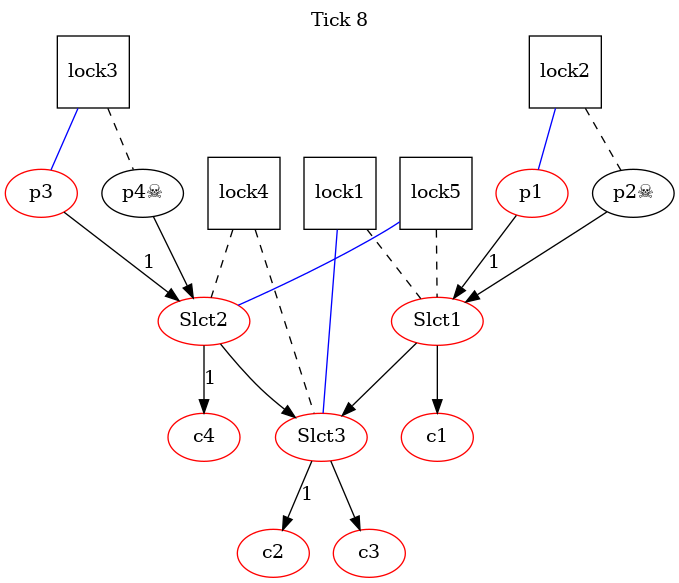 Tick 8
lock3
lock2
p3
p4☠
lock4
lock1
lock5
p1
p2☠
1
1
Slct2
Slct1
1
c4
Slct3
c1
1
c2
c3